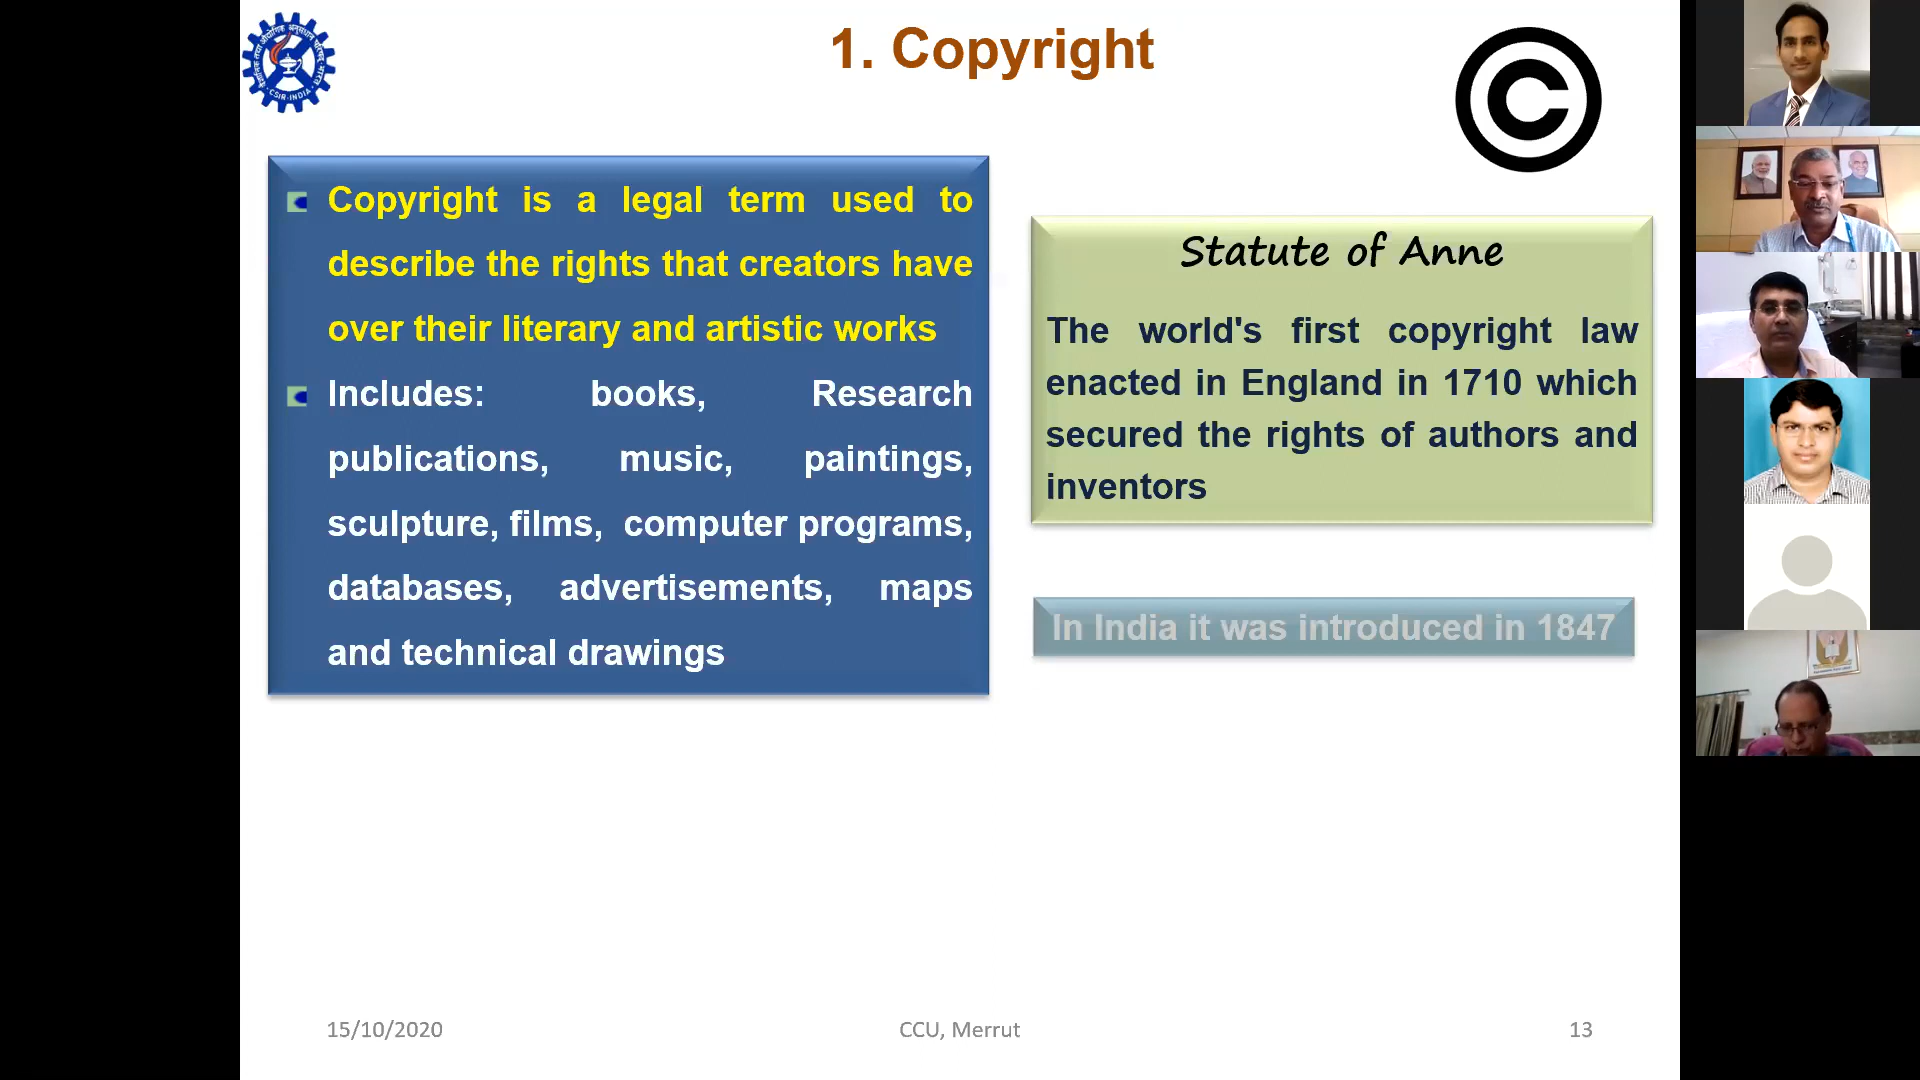 1. Copyright
CSIR-INDIA
Copyright is a legal term used to
describe the rights that creators have
over their literary and artistic works
Includes: books, Research
publications, music, paintings,
sculpture, films, computer programs,
databases, advertisements, maps
and technical drawings
Statute of Anne
The world's first copyright law
enacted in England in 1710 which
secured the rights of authors and
inventors
In India it was introduced in 1847
15/10/2020
CCU, Merrut
13